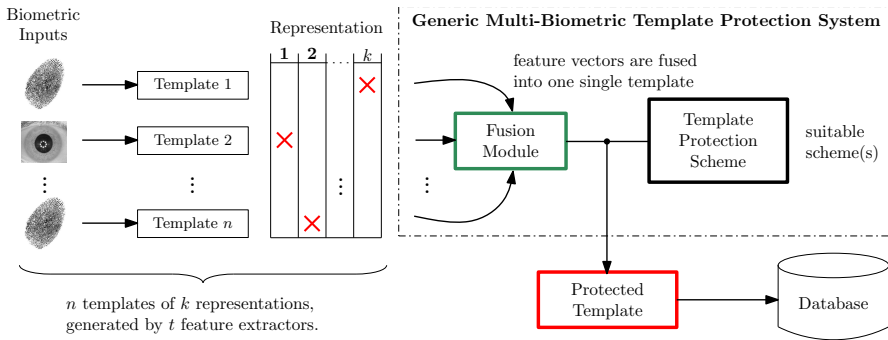 Biometric
Inputs
Representation
1 2 ... k
Template 1
Template 2
Template n
n templates of k representations,
generated by t feature extractors.
Generic Multi-Biometric Template Protection System
feature vectors are fused
into one single template
Fusion
Module
Template
Protection
Scheme
suitable
scheme(s)
Protected
Template
Database